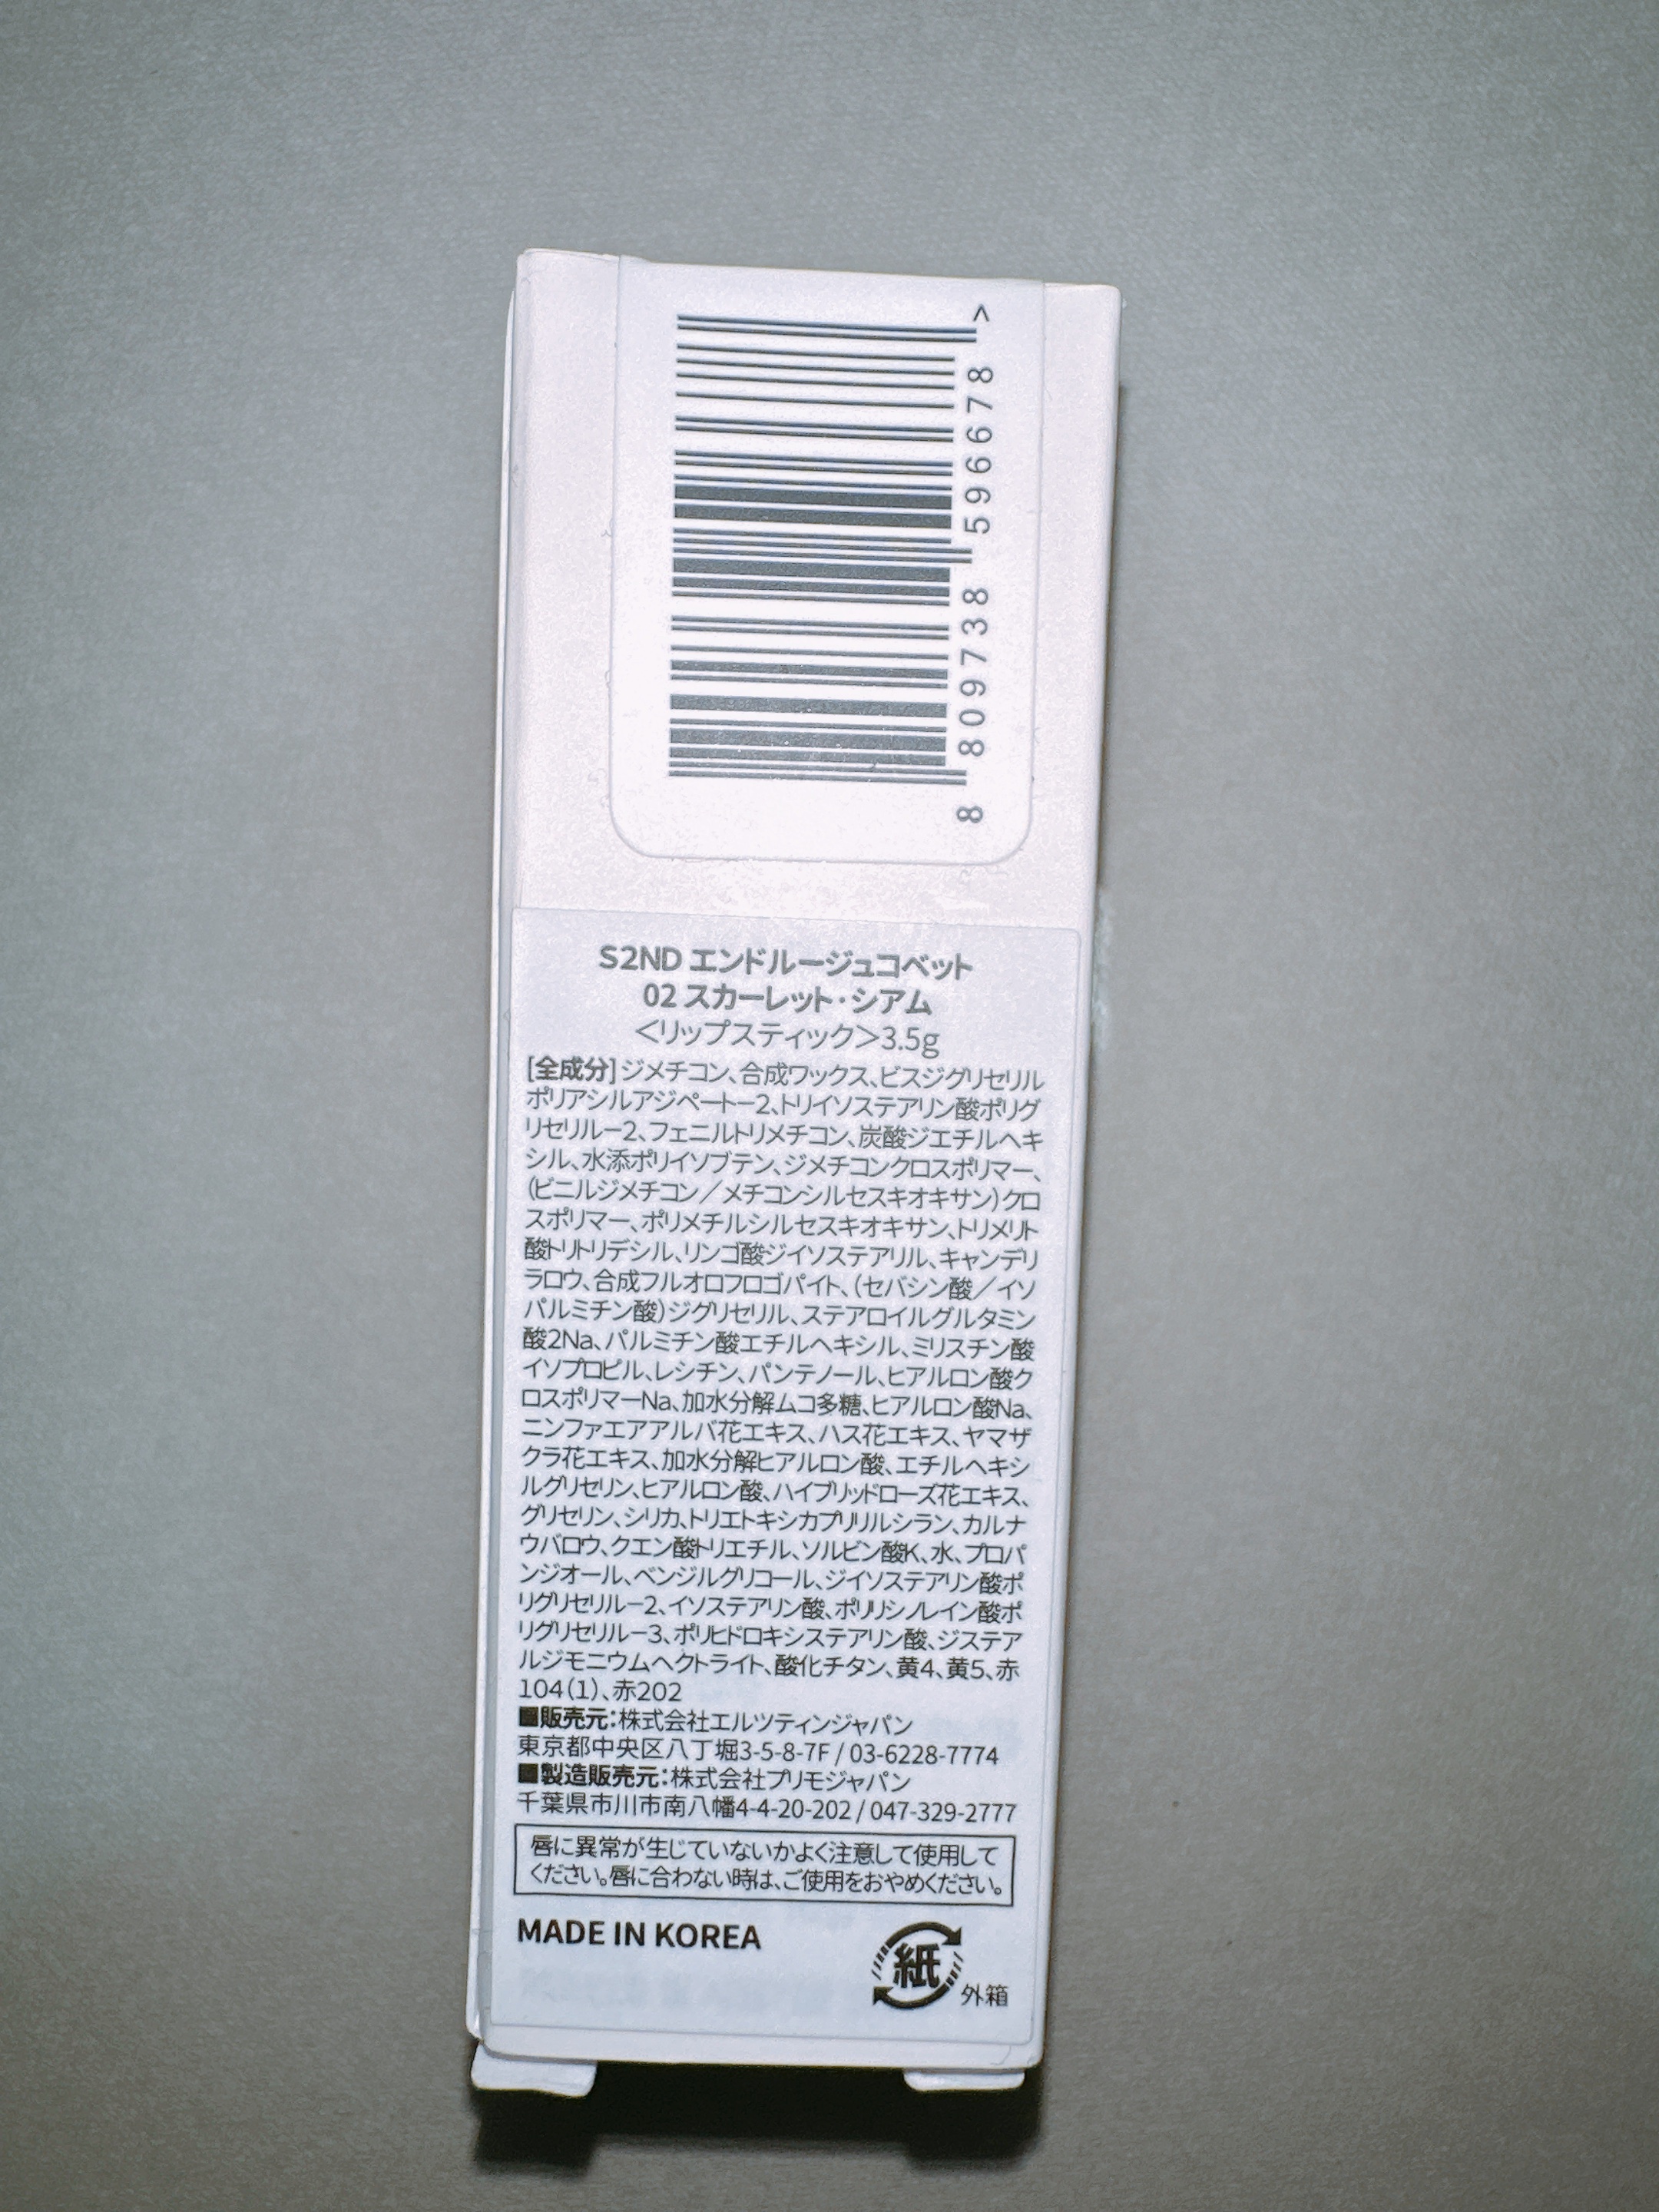 8 809738 596678 >
S2ND エンドルージュコベット
02 スカーレット・シアム
＜リップスティック＞3.5g
[全成分]ジメチコン、合成ワックス、ビスジグリセリル
ポリアシルアジペートー2、トリイソステアリン酸ポリグ
リセリルー2、フェニルトリメチコン、炭酸ジエチルヘキ
シル、水添ポリイソブテン、ジメチコンクロスポリマー、
(ビニルジメチコン／メチコンシルセスキオキサン)クロ
スポリマー、ポリメチルシルセスキオキサン、トリメリト
酸トリトリデシル、リンゴ酸ジイソステアリル、キャンデリ
ラロウ、合成フルオロフロゴパイト、(セバシン酸／イソ
パルミチン酸)ジグリセリル、ステアロイルグルタミン
酸2Na、パルミチン酸エチルヘキシル、ミリスチン酸
イソプロピル、レシチン、パンテノール、ヒアルロン酸ク
ロスポリマーNa、加水分解ムコ多糖、ヒアルロン酸Na、
ニンファエアアルバ花エキス、ハス花エキス、ヤマザ
クラ花エキス、加水分解ヒアルロン酸、エチルヘキシ
ルグリセリン、ヒアルロン酸、ハイブリッドローズ花エキス、
グリセリン、シリカ、トリエトキシカプリリルシラン、カルナ
ウバロウ、クエン酸トリエチル、ソルビン酸K、水、プロパ
ンジオール、ベンジルグリコール、ジイソステアリン酸ポ
リグリセリルー2、イソステアリン酸、ポリリシノレイン酸ポ
リグリセリルー3、ポリヒドロキシステアリン酸、ジステア
ルジモニウムヘクトライト、酸化チタン、黄4、黄5、赤
104(1)、赤202
■販売元：株式会社エルツティンジャパン
東京都中央区八丁堀3-5-8-7F / 03-6228-7774
■製造販売元：株式会社プリモジャパン
千葉県市川市南八幡4-4-20-202 / 047-329-2777
唇に異常が生じていないかよく注意して使用して
ください。唇に合わない時は、ご使用をおやめください。
MADE IN KOREA
紙
外箱